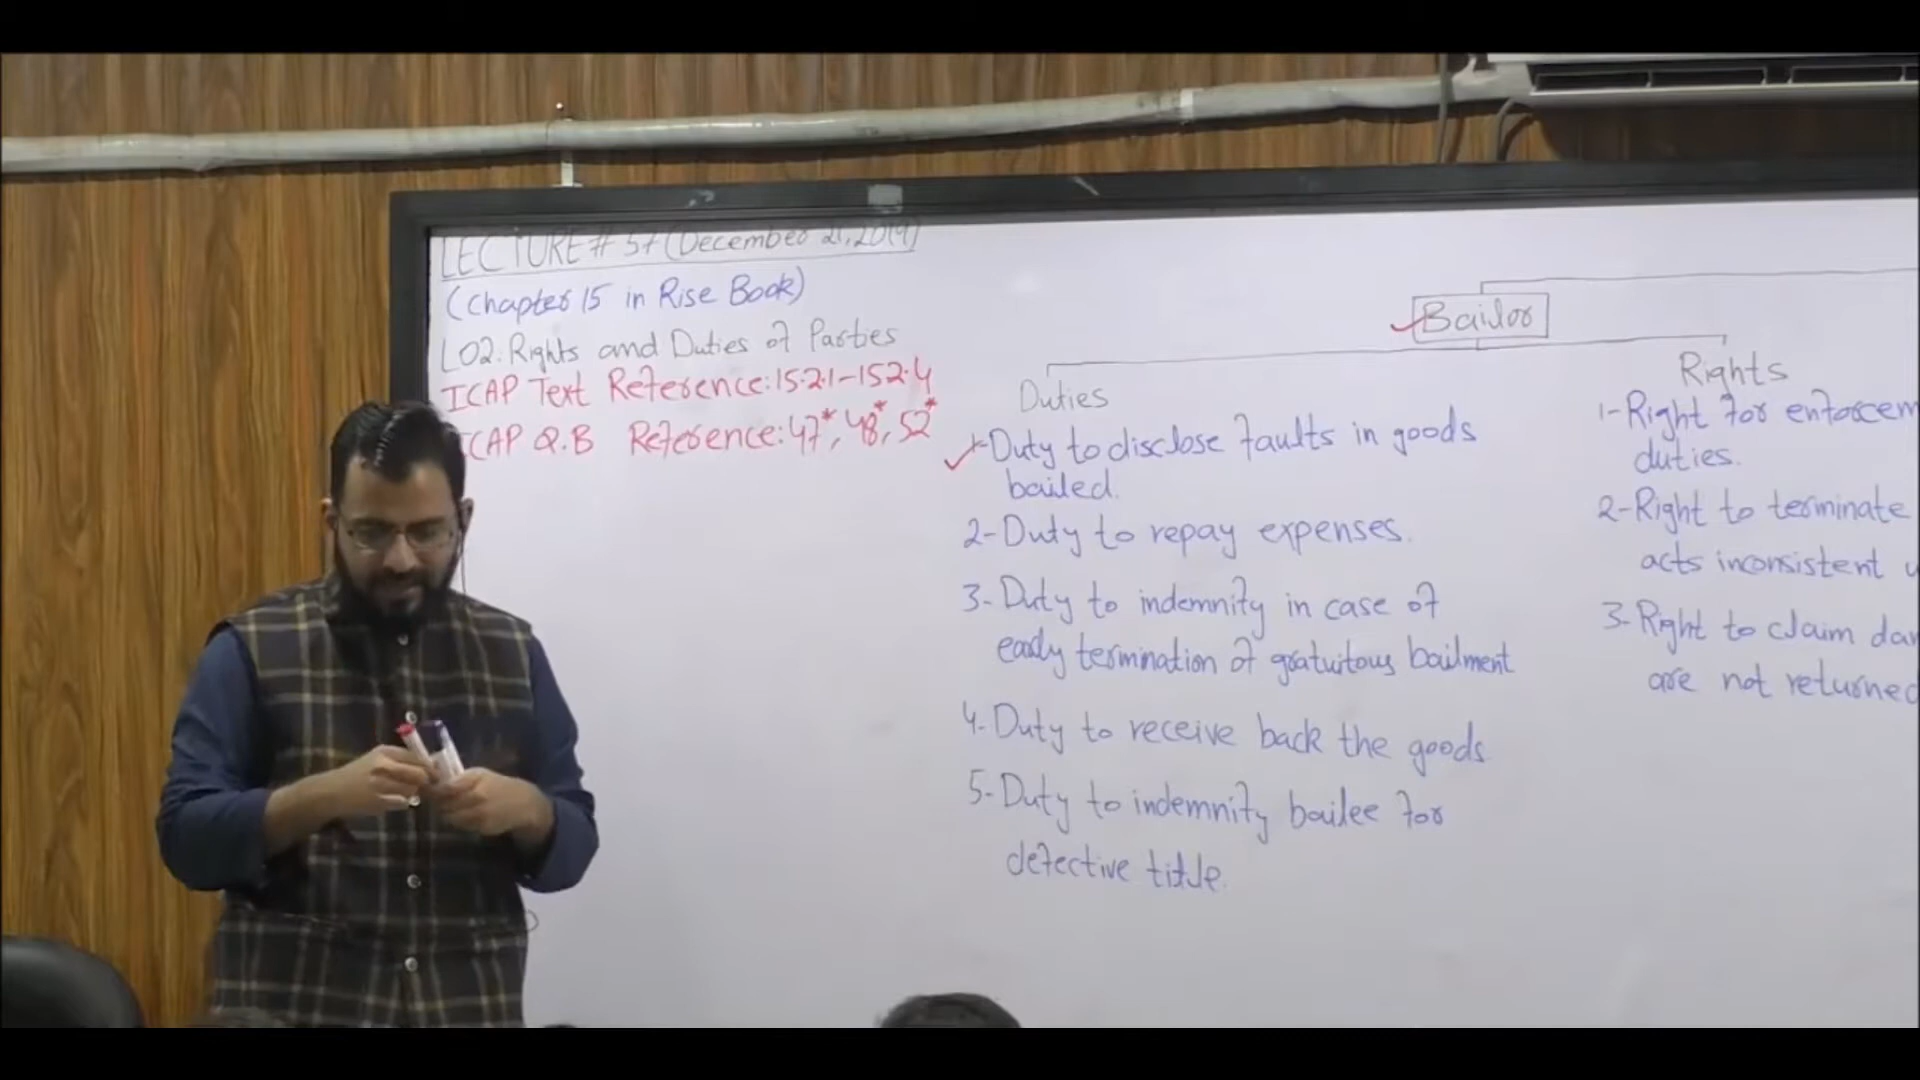 LECTURE # 57 (December 21, 2019)
(Chapter 15 in Rise Book)
LO2: Rights and Duties of Parties
ICAP Text Reference: 15.2.1-152.4
ICAP Q.B Reference: 47*, 48*, 52*
Bailor
Duties
1-Duty to disclose faults in goods
bailed.
2-Duty to repay expenses.
3-Duty to indemnity in case of
early termination of gratuitous bailment
4-Duty to receive back the goods
5-Duty to indemnity bailee for
defective title.
Rights
1-Right for enforcem
duties.
2-Right to terminate
acts inconsistent
3-Right to claim
are not returned